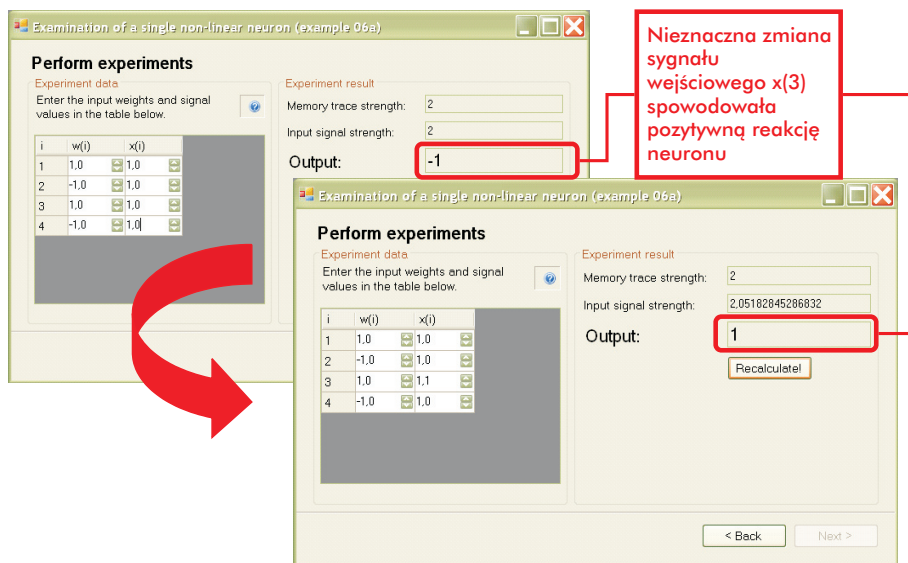 Examination of a single non-linear neuron (example 06a)
Perform experiments
Experiment data
Enter the input weights and signal
values in the table below.
i w(i) x(i)
1 1,0 1,0
2 -1,0 1,0
3 1,0 1,0
4 -1,0 1,0
Experiment result
Memory trace strength: 2
Input signal strength: 2
Output: -1
Nieznaczna zmiana
sygnału
wejściowego x(3)
spowodowała
pozytywną reakcję
neuronu
Examination of a single non-linear neuron (example 06a)
Perform experiments
Experiment data
Enter the input weights and signal
values in the table below.
i w(i) x(i)
1 1,0 1,0
2 -1,0 1,0
3 1,0 1,1
4 -1,0 1,0
Experiment result
Memory trace strength: 2
Input signal strength: 2,05182845286832
Output: 1
Recalculate!
< Back Next >